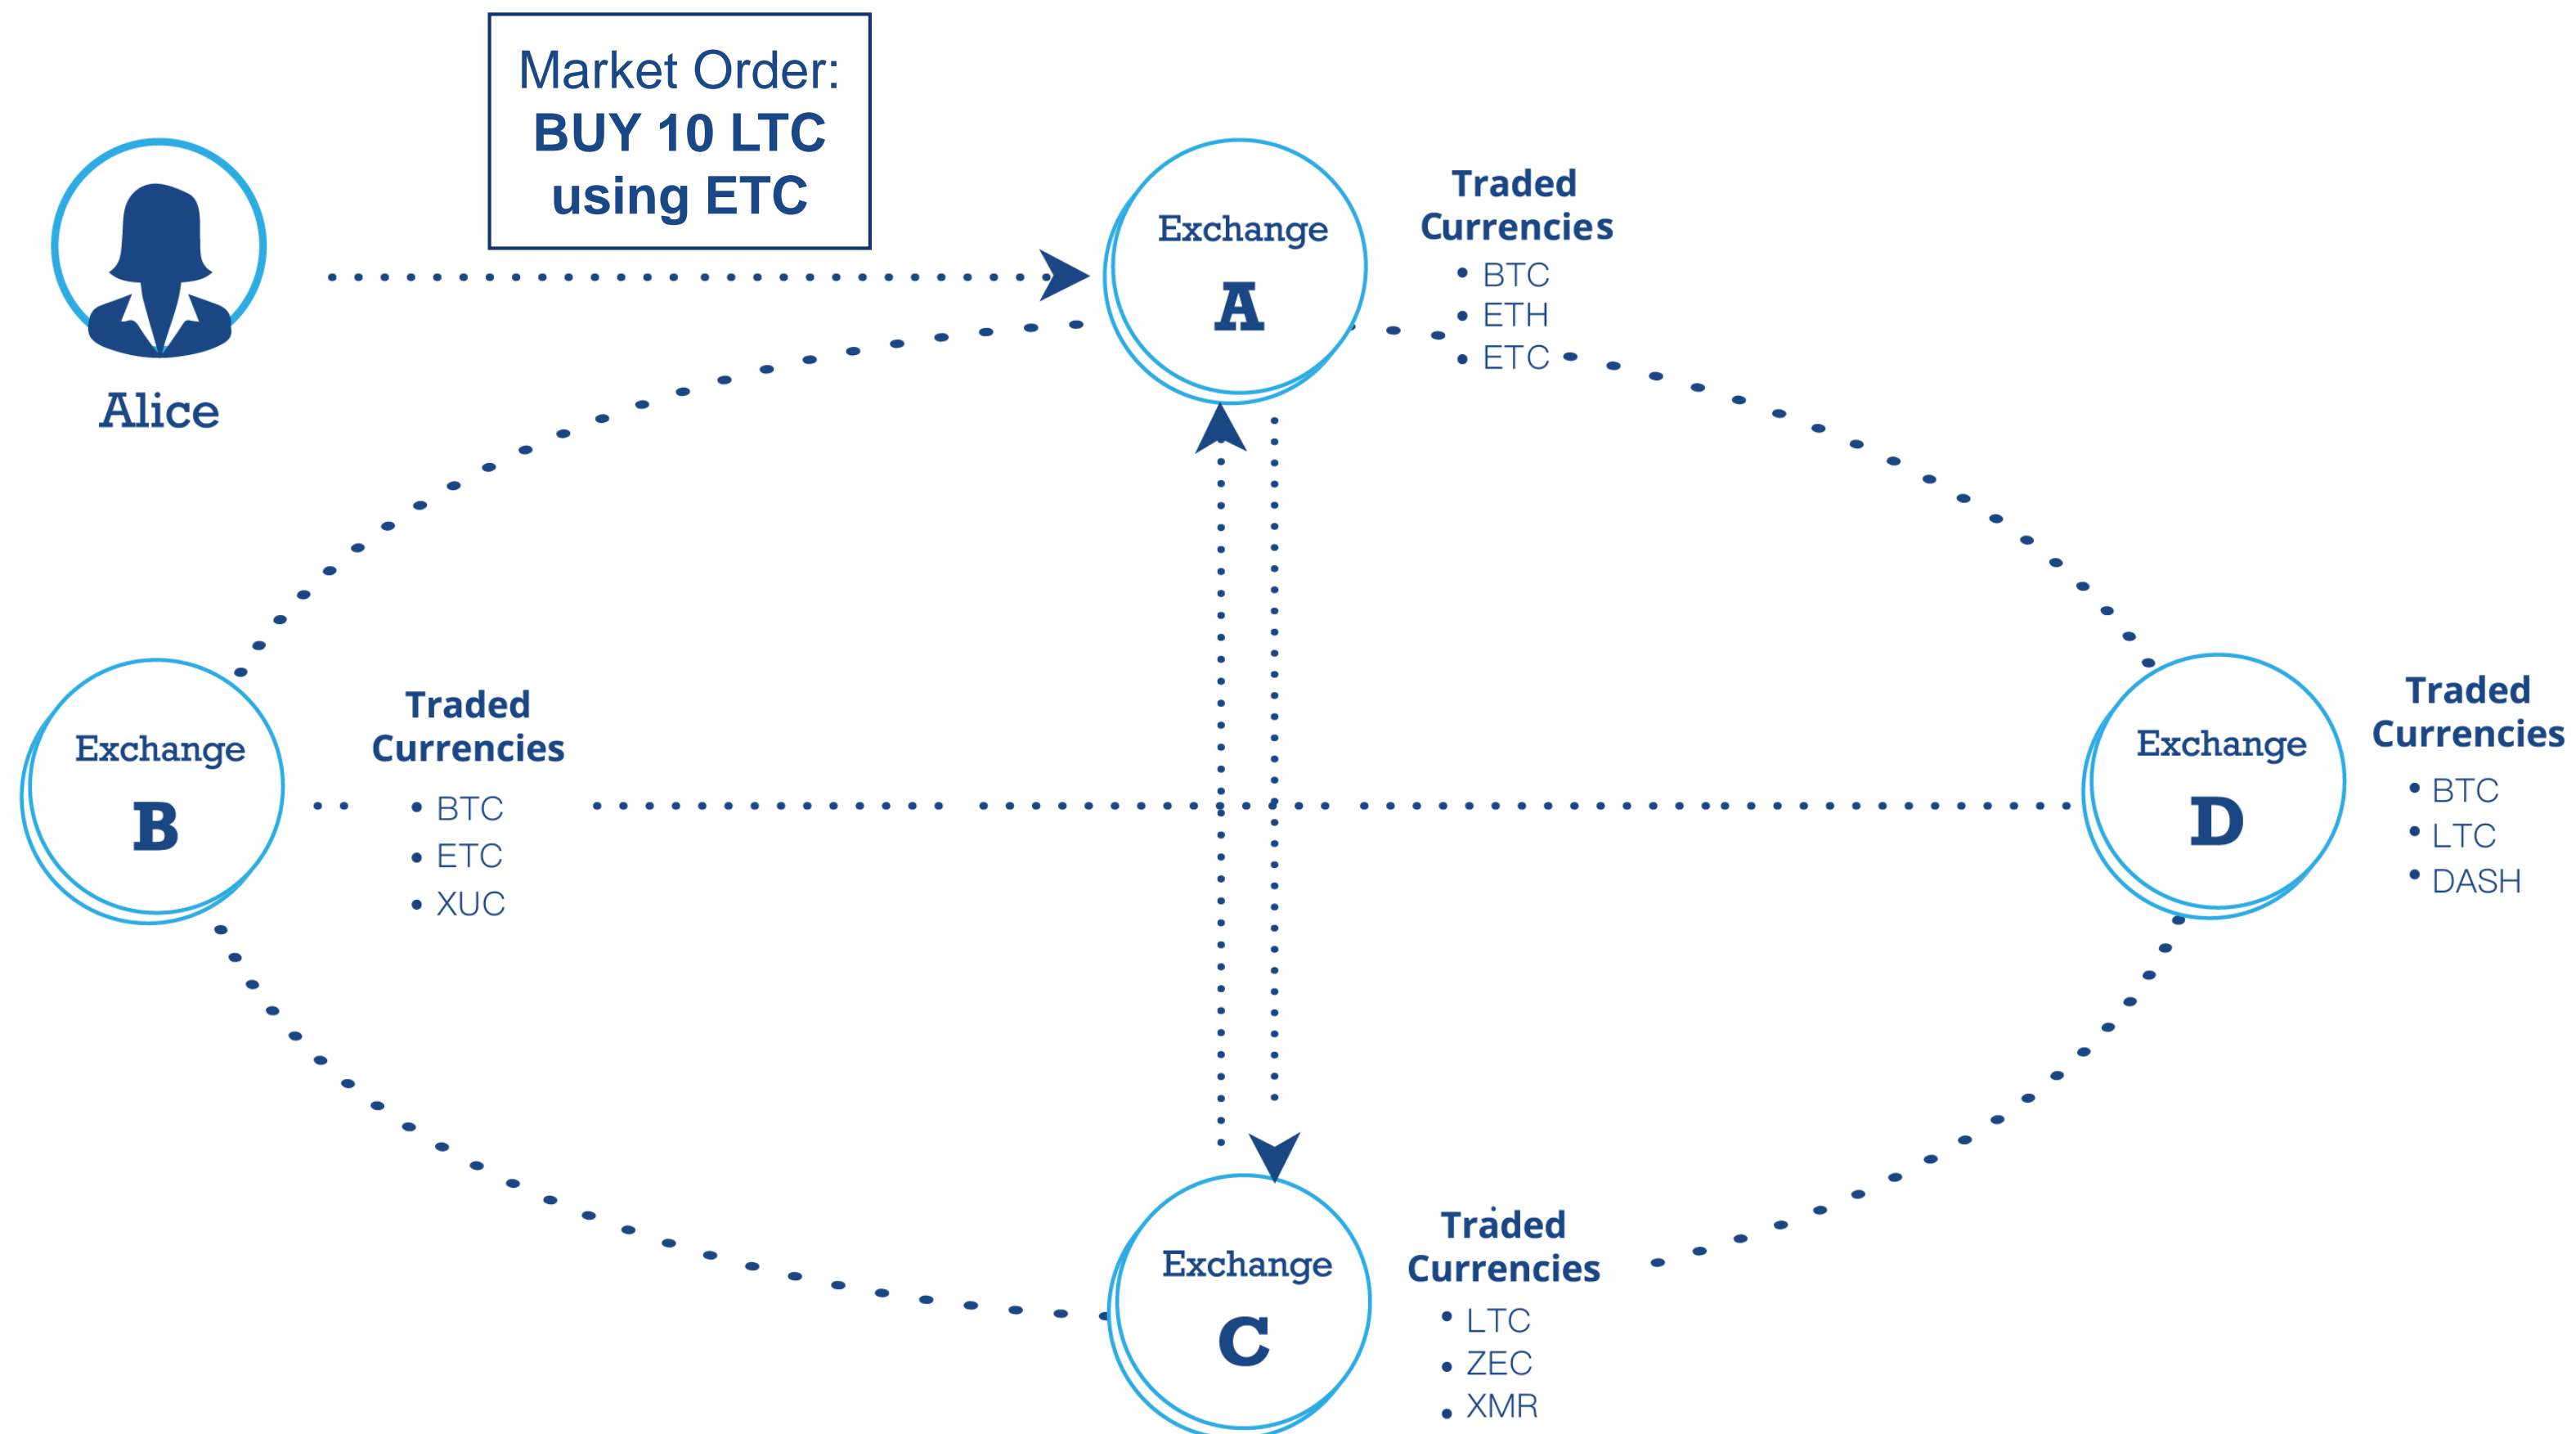 Market Order:
BUY 10 LTC
using ETC
Alice
Exchange
A
Traded
Currencies
• BTC
• ETH
• ETC
Exchange
B
Traded
Currencies
• BTC
• ETC
• XUC
Exchange
D
Traded
Currencies
• BTC
• LTC
• DASH
Exchange
C
Traded
Currencies
• LTC
• ZEC
• XMR